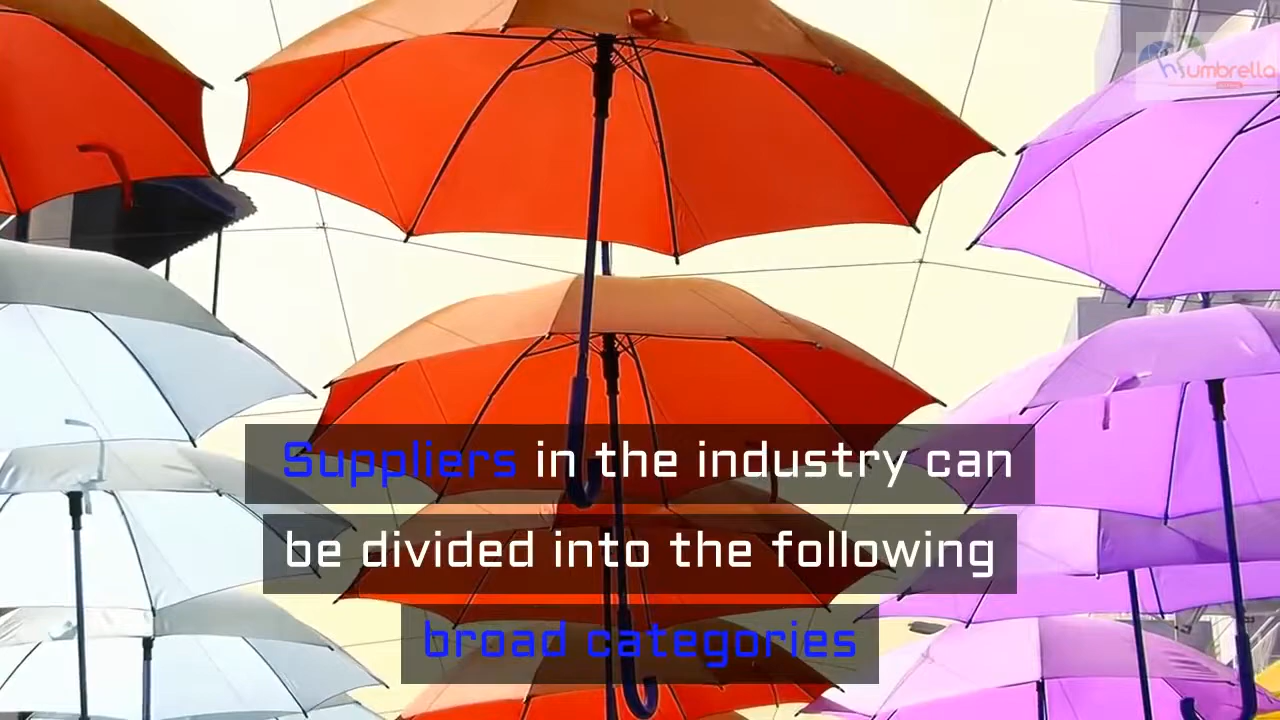 umbrella
Suppliers in the industry can
be divided into the following
broad categories